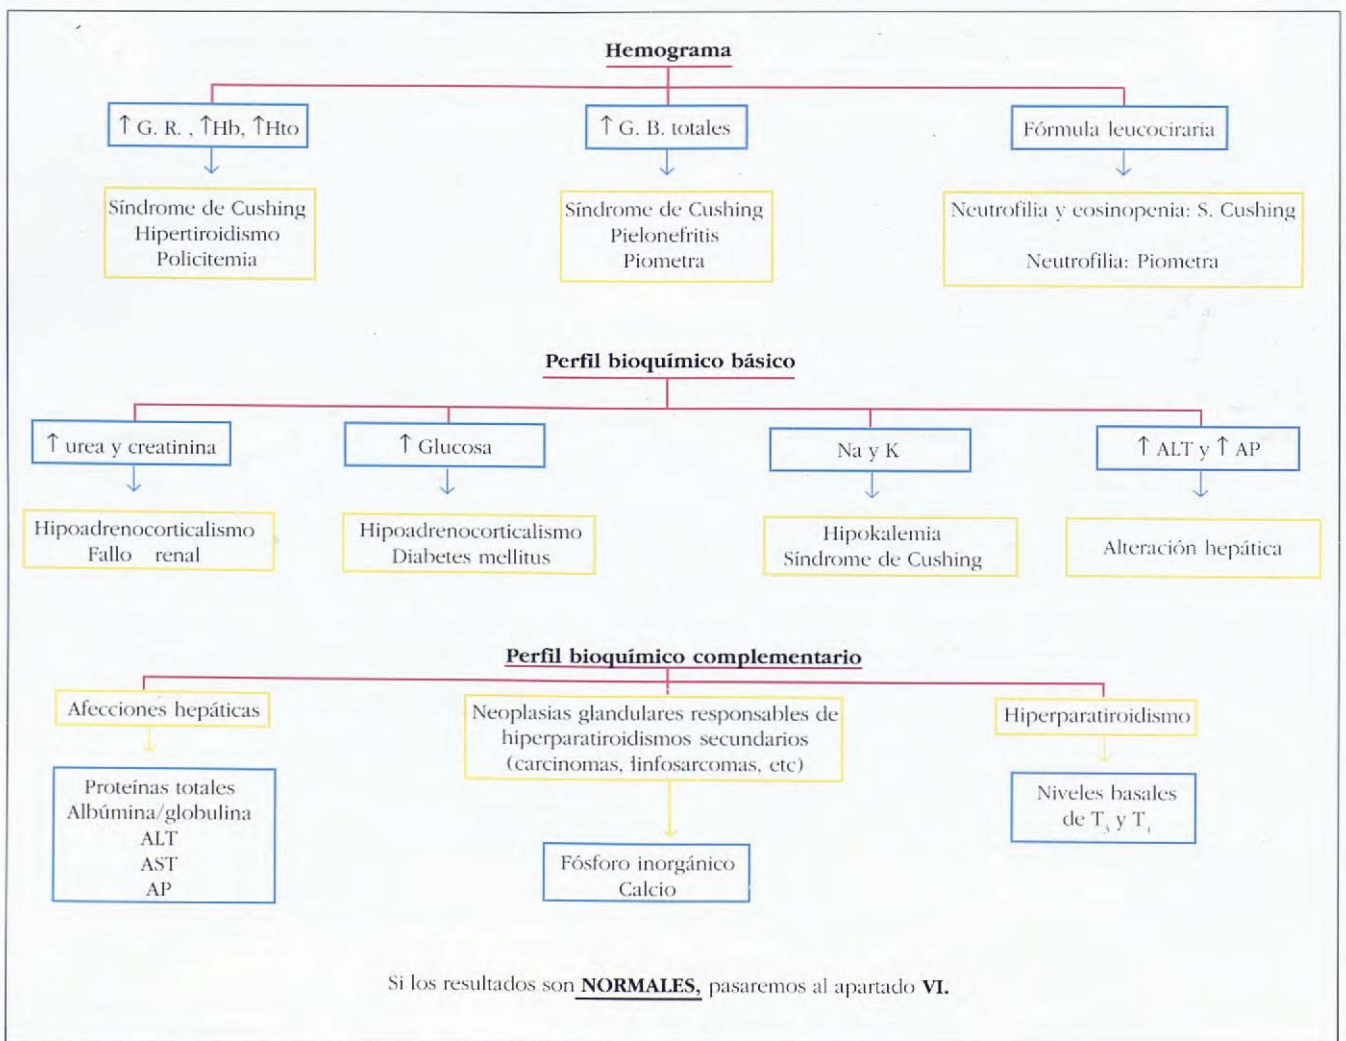 Hemograma
↑ G. R. , ↑Hb, ↑Hto
↑ G. B. totales
Fórmula leucociraria
Síndrome de Cushing
Hipertiroidismo
Policitemia
Síndrome de Cushing
Pielonefritis
Piometra
Neutrofilia y eosinopenia: S. Cushing
Neutrofilia: Piometra
Perfil bioquímico básico
↑ urea y creatinina
↑ Glucosa
Na y K
↑ ALT y ↑ AP
Hipoadrenocorticalismo
Fallo renal
Hipoadrenocorticalismo
Diabetes mellitus
Hipokalemia
Síndrome de Cushing
Alteración hepática
Perfil bioquímico complementario
Afecciones hepáticas
Neoplasias glandulares responsables de
hiperparatiroidismos secundarios
(carcinomas, linfosarcomas, etc)
Hiperparatiroidismo
Proteínas totales
Albúmina/globulina
ALT
AST
AP
Fósforo inorgánico
Calcio
Niveles basales
de T₃ y T₄
Si los resultados son NORMALES, pasaremos al apartado VI.